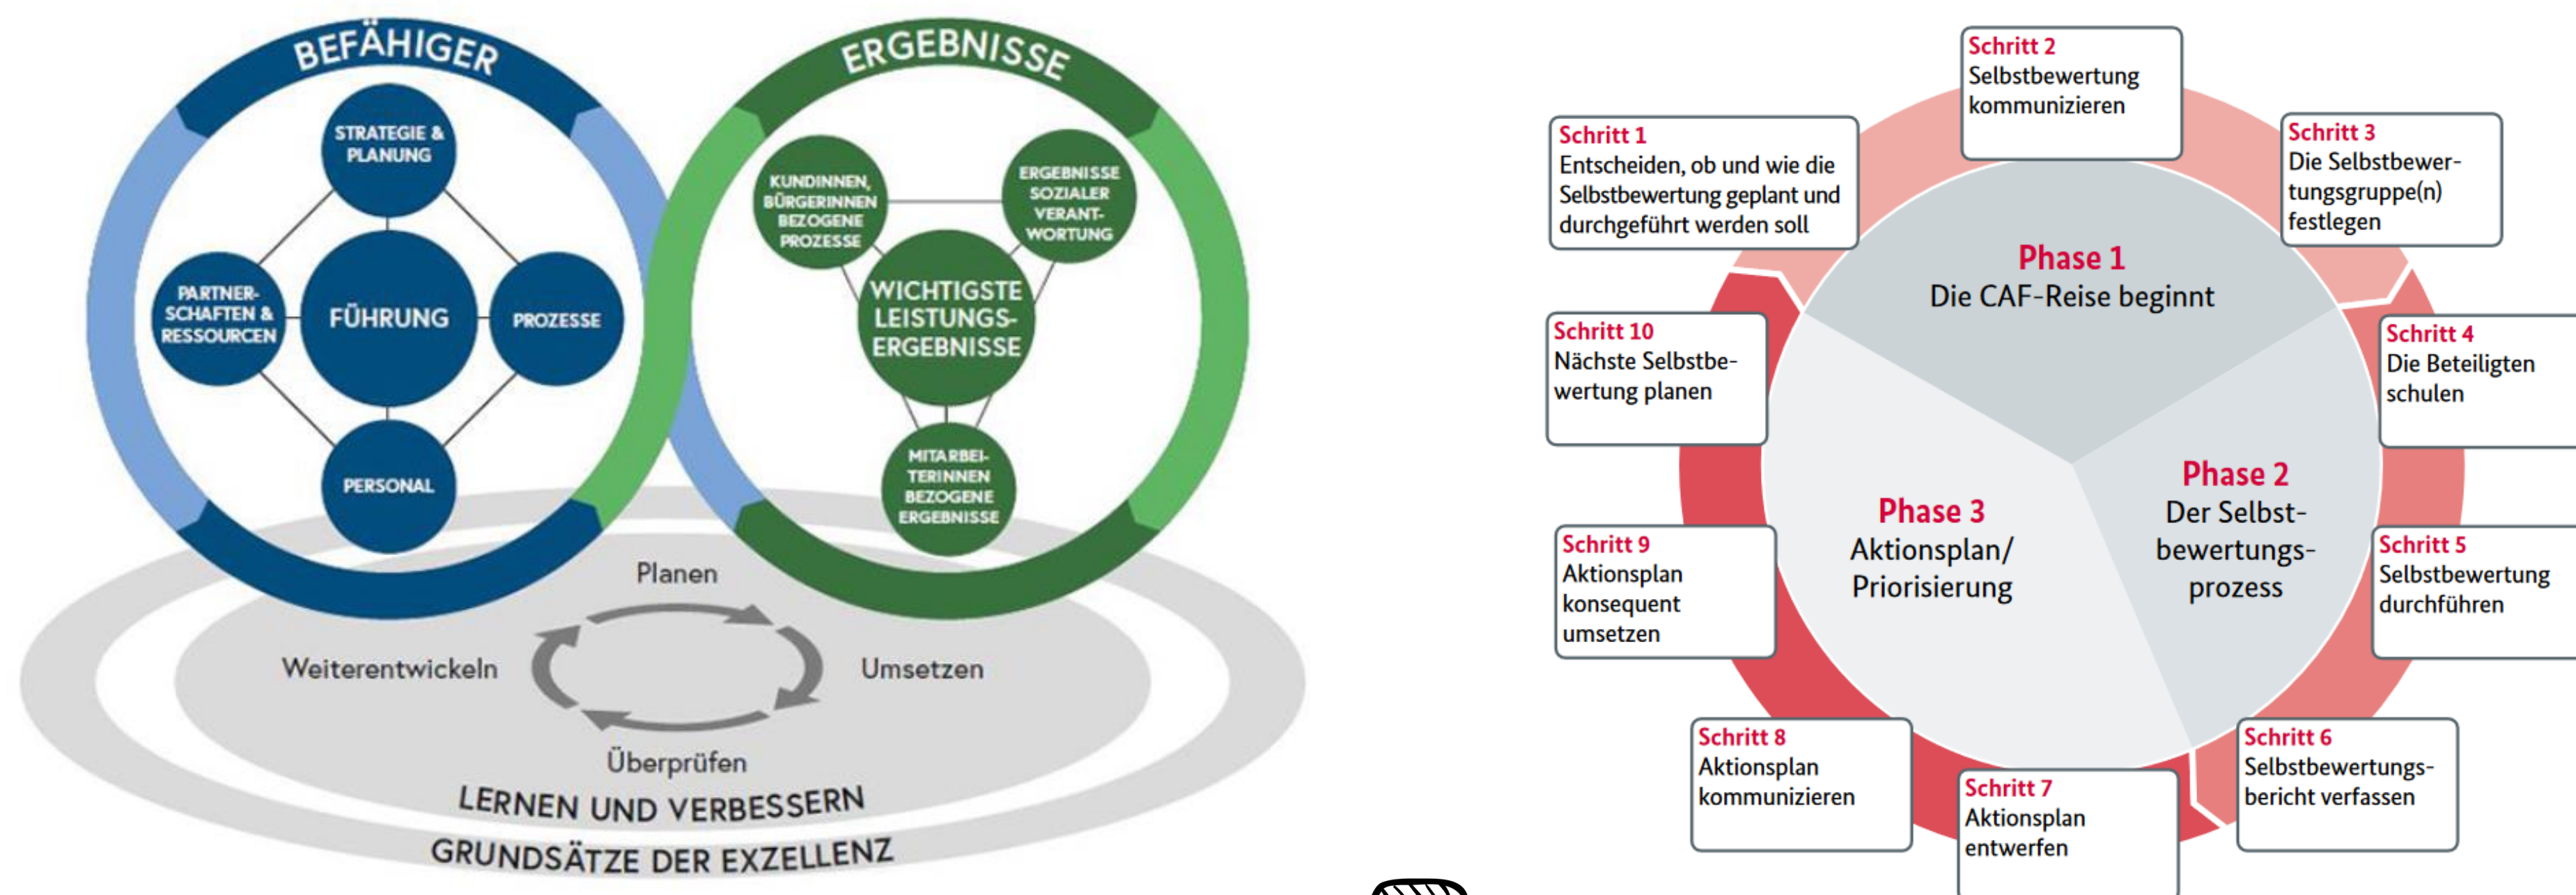 BEFÄHIGER
STRATEGIE &
PLANUNG
PARTNER-
SCHAFTEN &
RESSOURCEN
FÜHRUNG
PROZESSE
PERSONAL
ERGEBNISSE
KUNDINNEN,
BÜRGERINNEN
BEZOGENE
PROZESSE
ERGEBNISSE
SOZIALER
VERANT-
WORTUNG
WICHTIGSTE
LEISTUNGS-
ERGEBNISSE
MITARBEI-
TERINNEN
BEZOGENE
ERGEBNISSE
Planen
Weiterentwickeln
Umsetzen
Überprüfen
LERNEN UND VERBESSERN
GRUNDSÄTZE DER EXZELLENZ
Schritt 1
Entscheiden, ob und wie die
Selbstbewertung geplant und
durchgeführt werden soll
Schritt 2
Selbstbewertung
kommunizieren
Schritt 3
Die Selbstbewer-
tungsgruppe(n)
festlegen
Phase 1
Die CAF-Reise beginnt
Schritt 4
Die Beteiligten
schulen
Phase 2
Der Selbst-
bewertungs-
prozess
Schritt 5
Selbstbewertung
durchführen
Schritt 6
Selbstbewertungs-
bericht verfassen
Phase 3
Aktionsplan/
Priorisierung
Schritt 7
Aktionsplan
entwerfen
Schritt 8
Aktionsplan
kommunizieren
Schritt 9
Aktionsplan
konsequent
umsetzen
Schritt 10
Nächste Selbstbe-
wertung planen